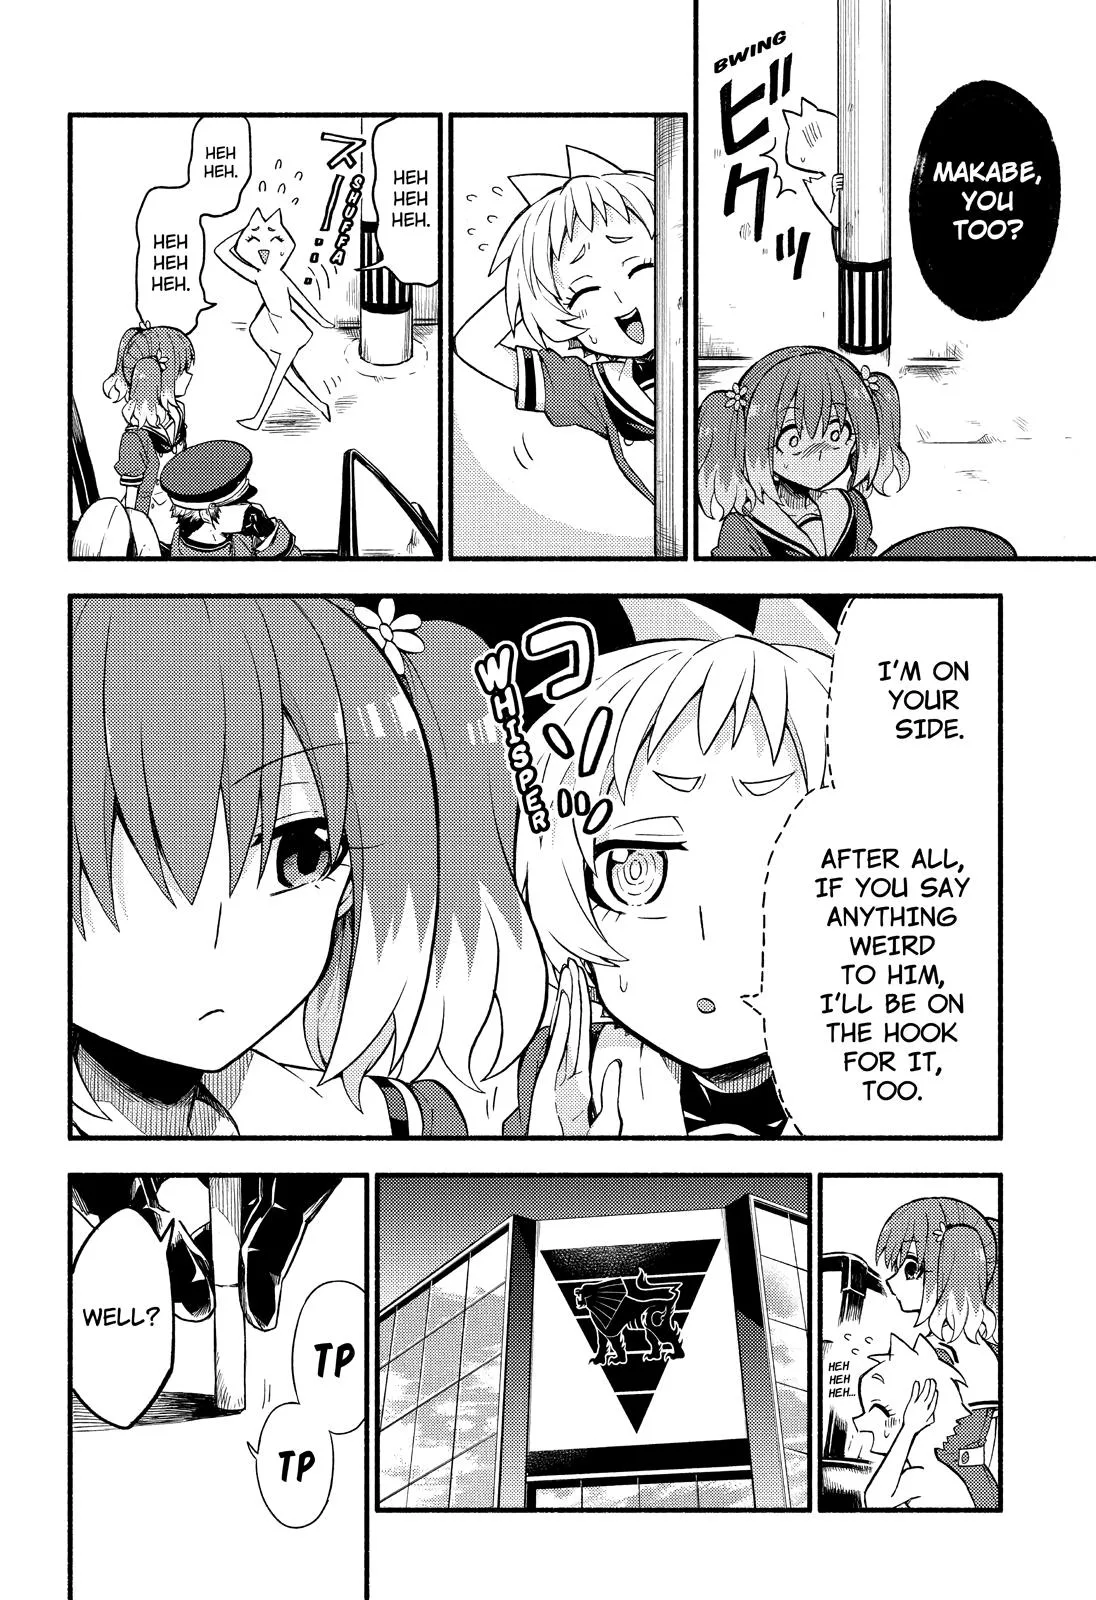 MAKABE,
YOU
TOO?
BWING
ビクッ
HEH
HEH
HEH.
SHUFFA
スー…
HEH
HEH.
HEH
HEH
HEH.
I'M ON
YOUR
SIDE.
AFTER ALL,
IF YOU SAY
ANYTHING
WEIRD
TO HIM,
I'LL BE ON
THE HOOK
FOR IT,
TOO.
WHISPER
コソッ
HEH
HEH
HEH...
TP
TP
WELL?